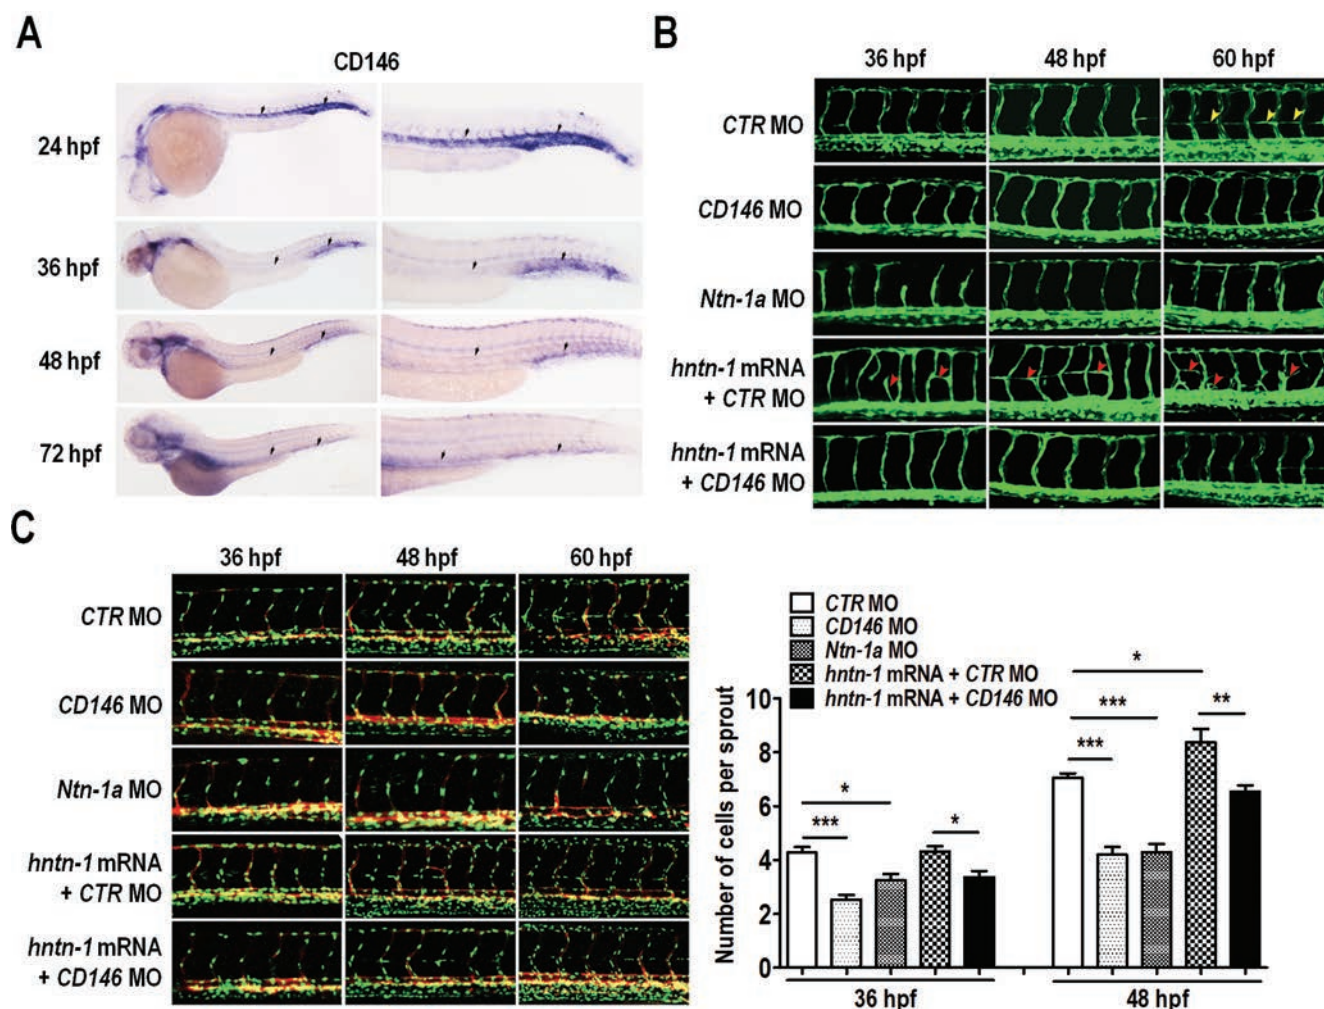 A
CD146
24 hpf
36 hpf
48 hpf
72 hpf
B
36 hpf
48 hpf
60 hpf
CTR MO
CD146 MO
Ntn-1a MO
hntn-1 mRNA
+ CTR MO
hntn-1 mRNA
+ CD146 MO
C
36 hpf
48 hpf
60 hpf
CTR MO
CD146 MO
Ntn-1a MO
hntn-1 mRNA
+ CTR MO
hntn-1 mRNA
+ CD146 MO
CTR MO
CD146 MO
Ntn-1a MO
hntn-1 mRNA + CTR MO
hntn-1 mRNA + CD146 MO
Number of cells per sprout
10
8
6
4
2
0
***
*
*
***
***
*
**
36 hpf
48 hpf